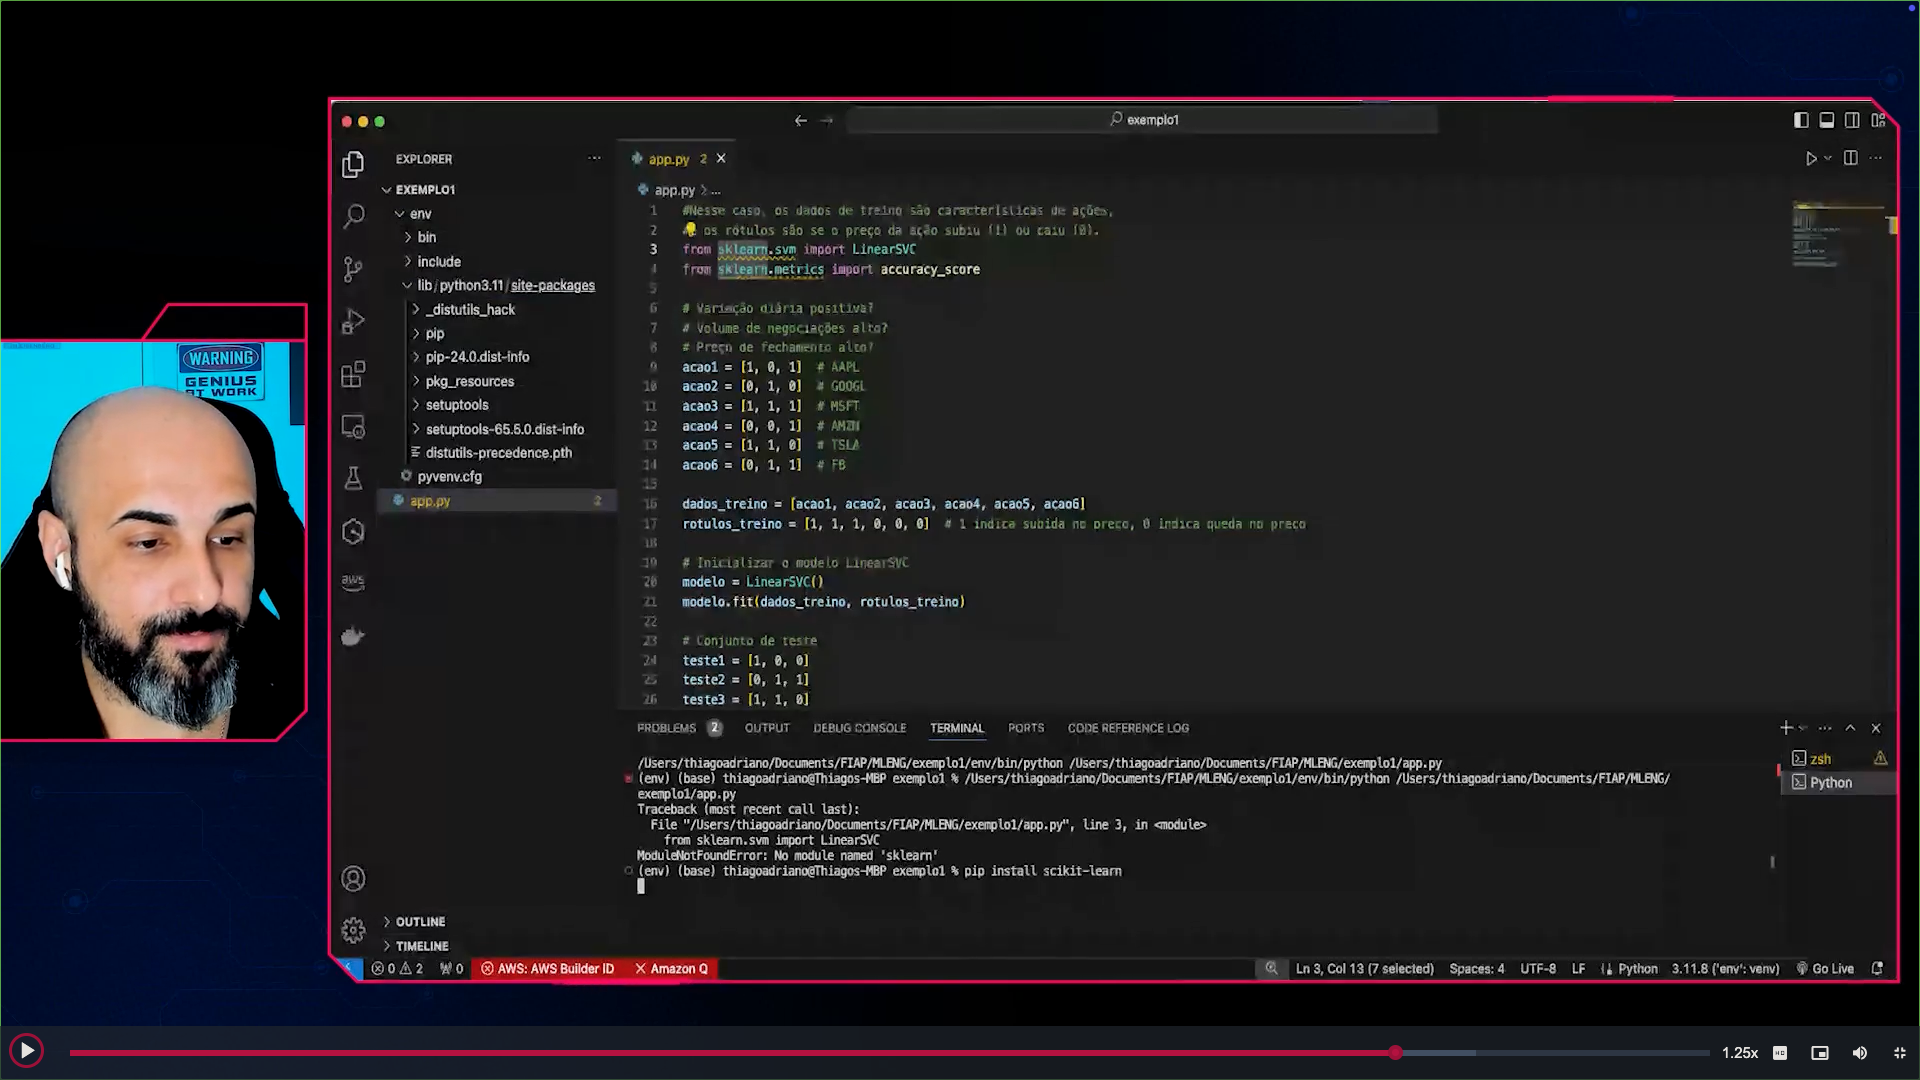 exemplo1
EXPLORER
EXEMPLO1
env
bin
include
lib/python3.11/site-packages
_distutils_hack
pip
pip-24.0.dist-info
pkg_resources
setuptools
setuptools-65.5.0.dist-info
distutils-precedence.pth
pyvenv.cfg
app.py 2
OUTLINE
TIMELINE
app.py 2
app.py > ...
1 #Nesse caso, os dados de treino são características de ações,
2 os rótulos são se o preço da ação subiu (1) ou caiu (0).
3 from sklearn.svm import LinearSVC
4 from sklearn.metrics import accuracy_score
5
6 # Variação diária positiva?
7 # Volume de negociações alto?
8 # Preço de fechamento alto?
9 acao1 = [1, 0, 1] # AAPL
10 acao2 = [0, 1, 0] # GOOGL
11 acao3 = [1, 1, 1] # MSFT
12 acao4 = [0, 0, 1] # AMZN
13 acao5 = [1, 1, 0] # TSLA
14 acao6 = [0, 1, 1] # FB
15
16 dados_treino = [acao1, acao2, acao3, acao4, acao5, acao6]
17 rotulos_treino = [1, 1, 1, 0, 0, 0] # 1 indica subida no preço, 0 indica queda no preço
18
19 # Inicializar o modelo LinearSVC
20 modelo = LinearSVC()
21 modelo.fit(dados_treino, rotulos_treino)
22
23 # Conjunto de teste
24 teste1 = [1, 0, 0]
25 teste2 = [0, 1, 1]
26 teste3 = [1, 1, 0]
PROBLEMS 2 OUTPUT DEBUG CONSOLE TERMINAL PORTS CODE REFERENCE LOG
/Users/thiagoadriano/Documents/FIAP/MLENG/exemplo1/env/bin/python /Users/thiagoadriano/Documents/FIAP/MLENG/exemplo1/app.py
(env) (base) thiagoadriano@Thiagos-MBP exemplo1 % /Users/thiagoadriano/Documents/FIAP/MLENG/exemplo1/env/bin/python /Users/thiagoadriano/Documents/FIAP/MLENG/
exemplo1/app.py
Traceback (most recent call last):
File "/Users/thiagoadriano/Documents/FIAP/MLENG/exemplo1/app.py", line 3, in <module>
from sklearn.svm import LinearSVC
ModuleNotFoundError: No module named 'sklearn'
(env) (base) thiagoadriano@Thiagos-MBP exemplo1 % pip install scikit-learn
zsh
Python
aws
WARNING
GENIUS
AT WORK
0 2 0 AWS: AWS Builder ID Amazon Q Ln 3, Col 13 (7 selected) Spaces: 4 UTF-8 LF Python 3.11.8 ('env': venv) Go Live
1.25x HD